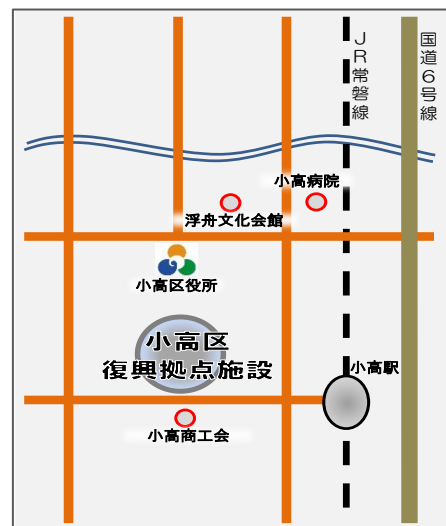 JR常磐線
国道6号線
小高病院
浮舟文化会館
小高区役所
小高区
復興拠点施設
小高駅
小高商工会